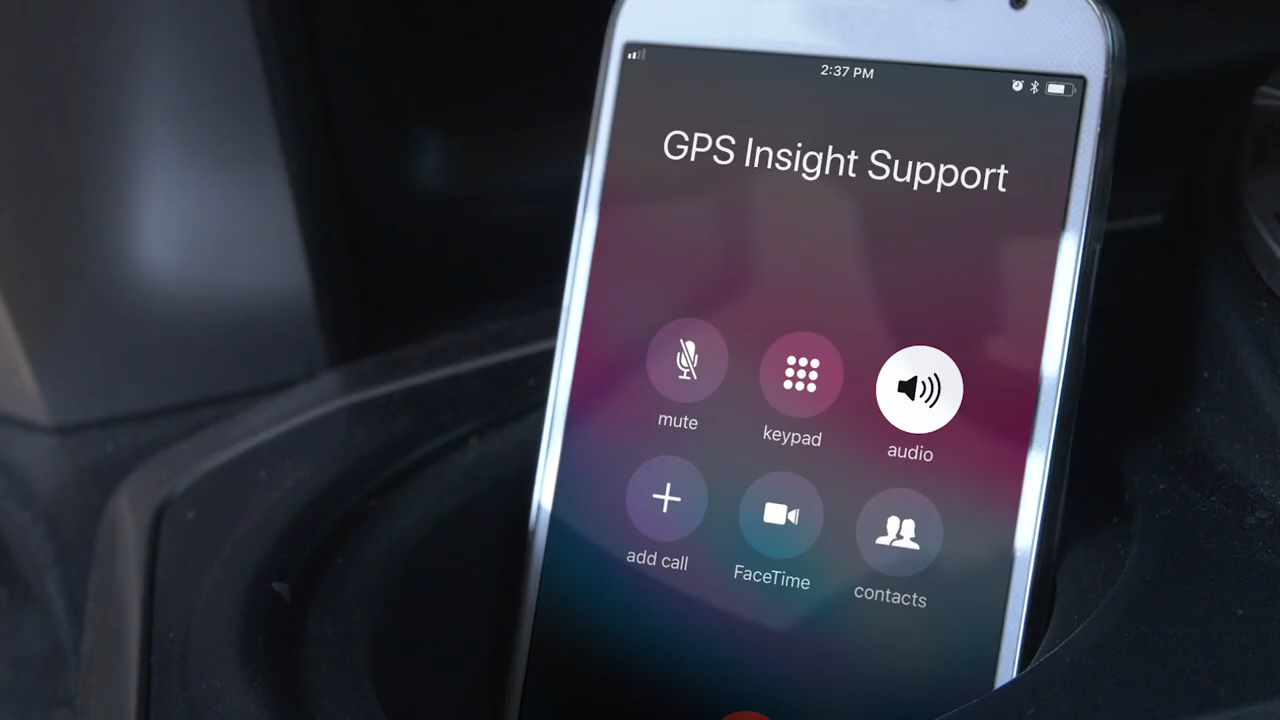 2:37 PM
GPS Insight Support
mute
keypad
audio
add call
FaceTime
contacts